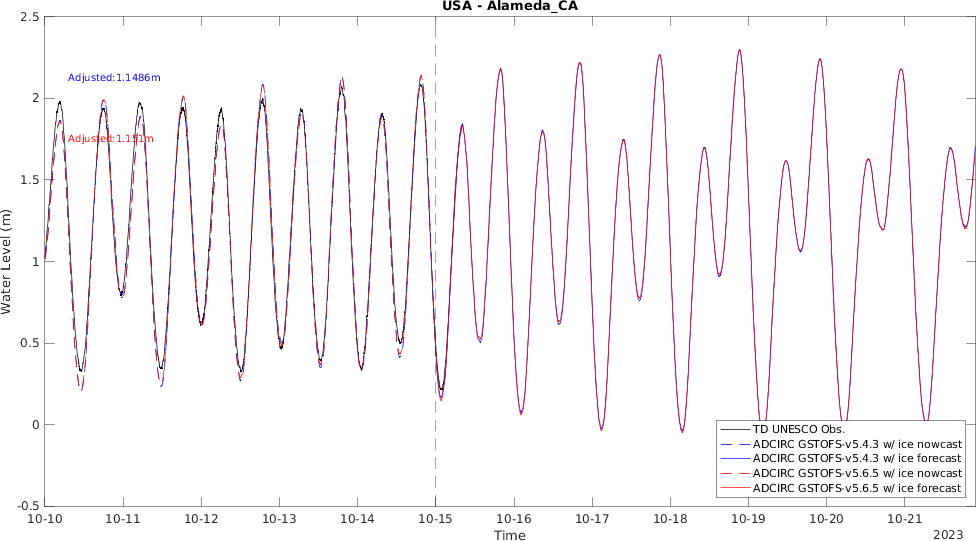 USA - Alameda_CA
2.5
2
1.5
1
0.5
0
-0.5
Water Level (m)
Adjusted:1.1486m
Adjusted:1.151m
TD UNESCO Obs.
ADCIRC GSTOFS-v5.4.3 w/ ice nowcast
ADCIRC GSTOFS-v5.4.3 w/ ice forecast
ADCIRC GSTOFS-v5.6.5 w/ ice nowcast
ADCIRC GSTOFS-v5.6.5 w/ ice forecast
10-10 10-11 10-12 10-13 10-14 10-15 10-16 10-17 10-18 10-19 10-20 10-21
Time
2023